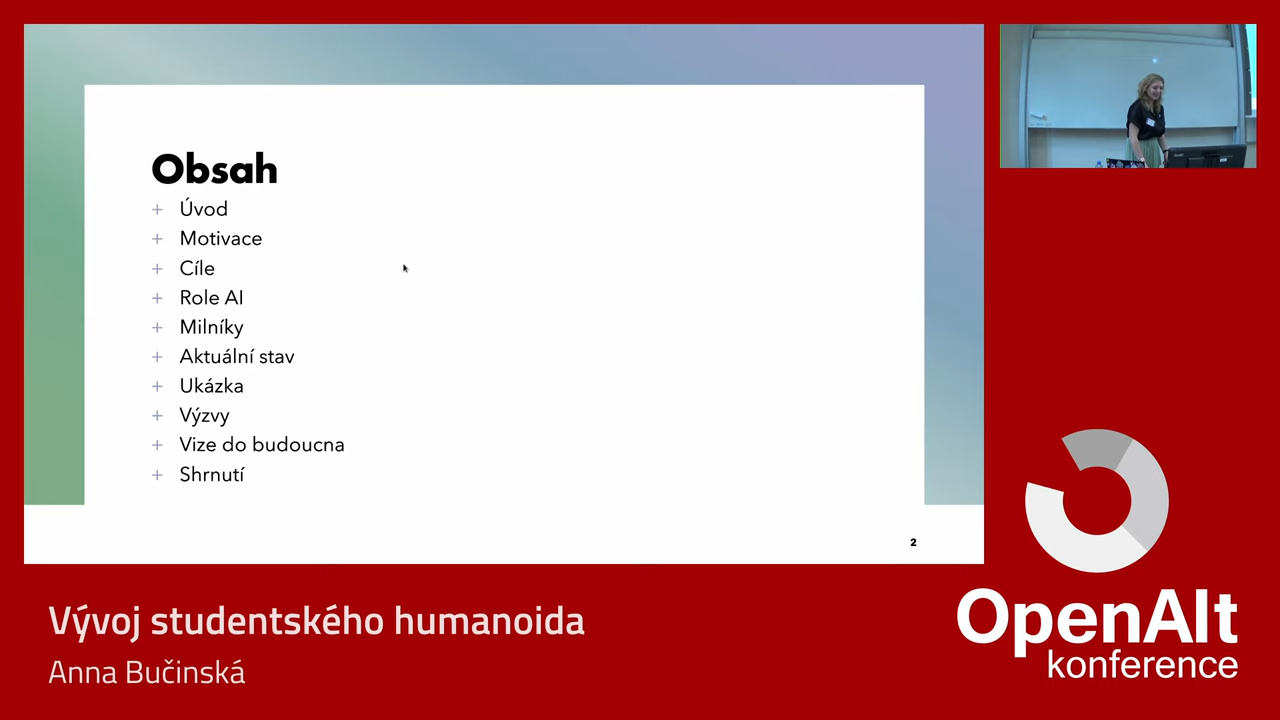 Obsah
+ Úvod
+ Motivace
+ Cíle
+ Role AI
+ Milníky
+ Aktuální stav
+ Ukázka
+ Výzvy
+ Vize do budoucna
+ Shrnutí
2
Vývoj studentského humanoida
Anna Bučinská
OpenAlt
konference